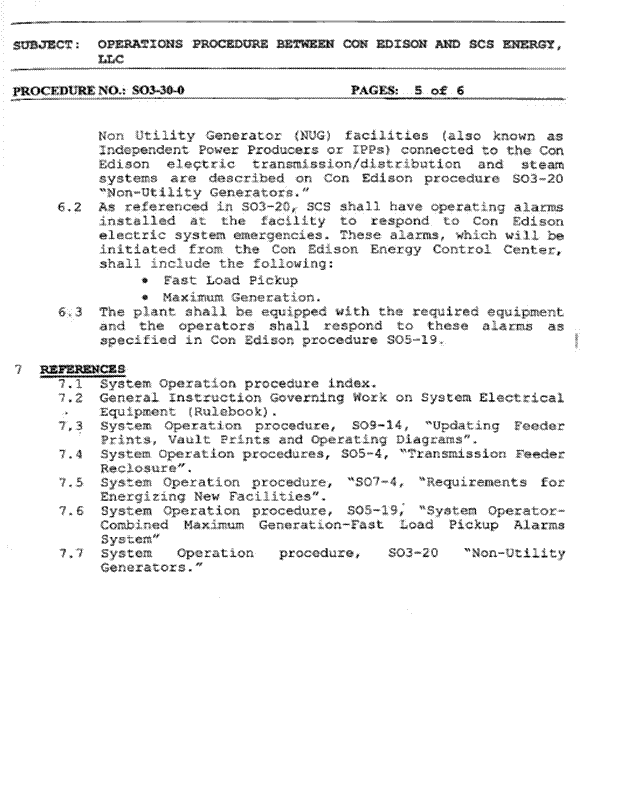 SUBJECT: OPERATIONS PROCEDURE BETWEEN CON EDISON AND SCS ENERGY,
LLC
PROCEDURE NO.: SO3-30-0 PAGES: 5 of 6
Non Utility Generator (NUG) facilities (also known as
Independent Power Producers or IPPs) connected to the Con
Edison electric transmission/distribution and steam
systems are described on Con Edison procedure SO3-20
"Non-Utility Generators."
6.2 As referenced in SO3-20, SCS shall have operating alarms
installed at the facility to respond to Con Edison
electric system emergencies. These alarms, which will be
initiated from the Con Edison Energy Control Center,
shall include the following:
• Fast Load Pickup
• Maximum Generation.
6.3 The plant shall be equipped with the required equipment
and the operators shall respond to these alarms as
specified in Con Edison procedure SO5-19.
7 REFERENCES
7.1 System Operation procedure index.
7.2 General Instruction Governing Work on System Electrical
Equipment (Rulebook).
7.3 System Operation procedure, SO9-14, "Updating Feeder
Prints, Vault Prints and Operating Diagrams".
7.4 System Operation procedures, SO5-4, "Transmission Feeder
Reclosure".
7.5 System Operation procedure, "SO7-4, "Requirements for
Energizing New Facilities".
7.6 System Operation procedure, SO5-19, "System Operator-
Combined Maximum Generation-Fast Load Pickup Alarms
System"
7.7 System Operation procedure, SO3-20 "Non-Utility
Generators."